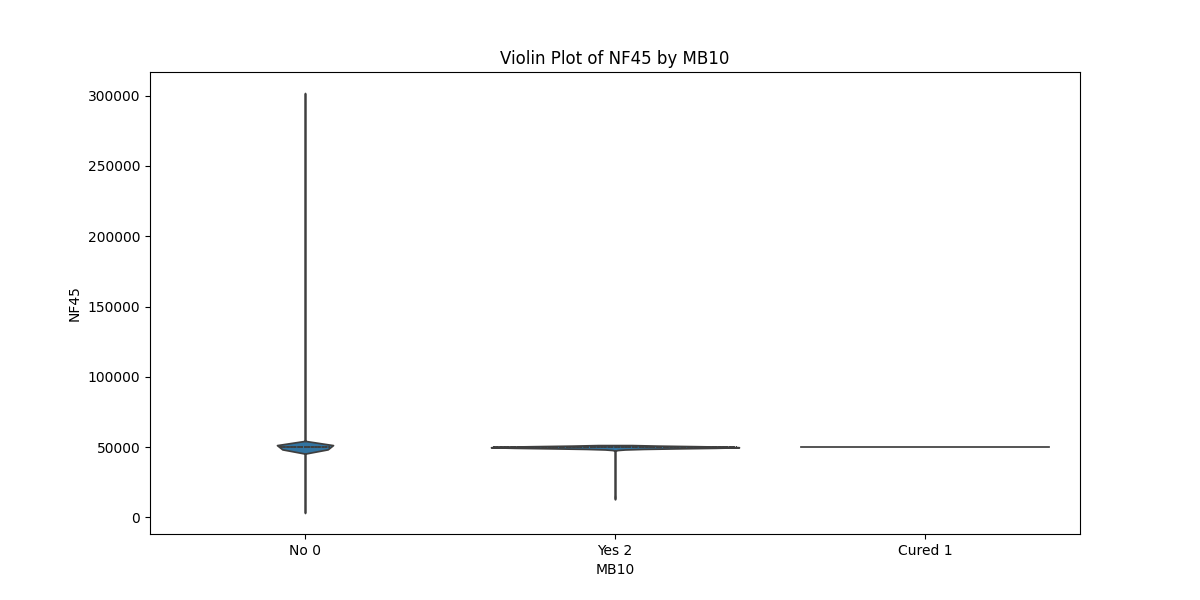 Violin Plot of NF45 by MB10
300000
250000
200000
150000
100000
50000
0
NF45
No 0
Yes 2
Cured 1
MB10